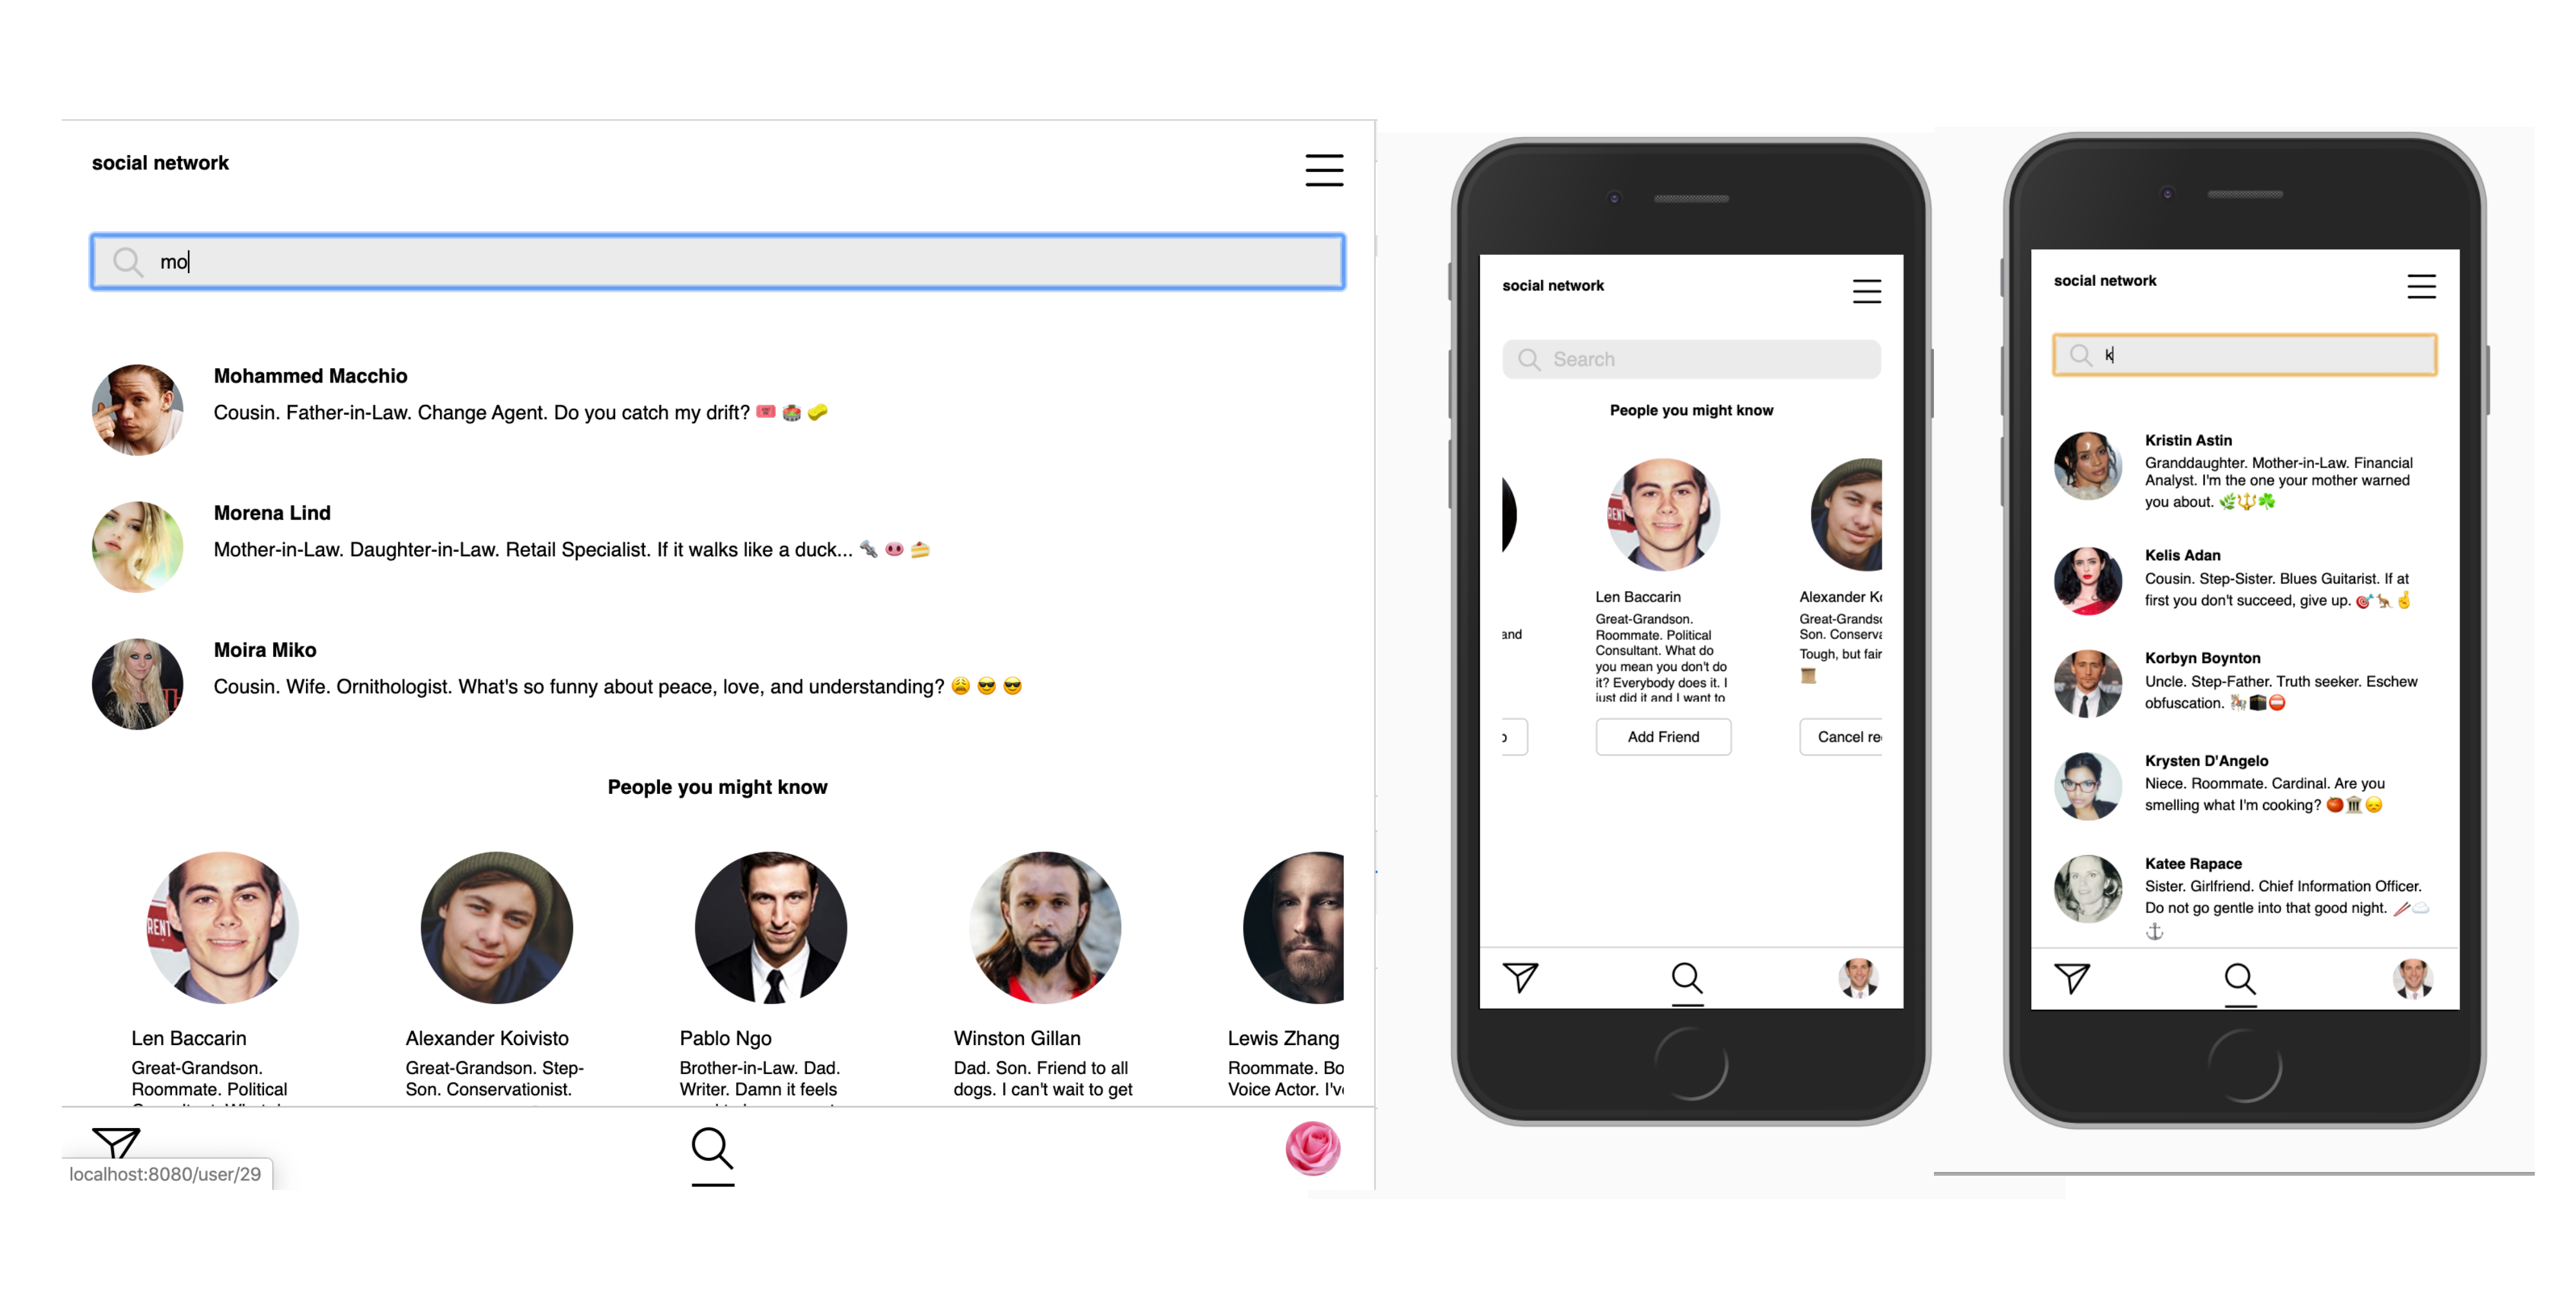 social network
mo
Mohammed Macchio
Cousin. Father-in-Law. Change Agent. Do you catch my drift? 🎟️ 🏟️ 🧽
Morena Lind
Mother-in-Law. Daughter-in-Law. Retail Specialist. If it walks like a duck... 🔩 🐽 🍰
Moira Miko
Cousin. Wife. Ornithologist. What's so funny about peace, love, and understanding? 😩 😎 😎
People you might know
RENT
Len Baccarin
Great-Grandson.
Roommate. Political
Alexander Koivisto
Great-Grandson. Step-
Son. Conservationist.
Pablo Ngo
Brother-in-Law. Dad.
Writer. Damn it feels
Winston Gillan
Dad. Son. Friend to all
dogs. I can't wait to get
Lewis Zhang
Roommate. Bo
Voice Actor. I'v
localhost:8080/user/29
social network
Search
People you might know
and
RENT
Len Baccarin
Great-Grandson.
Roommate. Political
Consultant. What do
you mean you don't do
it? Everybody does it. I
just did it and I want to
Add Friend
Alexander Ko
Great-Grandso
Son. Conserva
Tough, but fair
📜
Cancel re
social network
k
Kristin Astin
Granddaughter. Mother-in-Law. Financial
Analyst. I'm the one your mother warned
you about. 🌿🔱☘️
Kelis Adan
Cousin. Step-Sister. Blues Guitarist. If at
first you don't succeed, give up. 🎯🦘🤞
Korbyn Boynton
Uncle. Step-Father. Truth seeker. Eschew
obfuscation. 🎠🕋⛔
Krysten D'Angelo
Niece. Roommate. Cardinal. Are you
smelling what I'm cooking? 🍅🏛️😞
Katee Rapace
Sister. Girlfriend. Chief Information Officer.
Do not go gentle into that good night. 🥢☁️
⚓